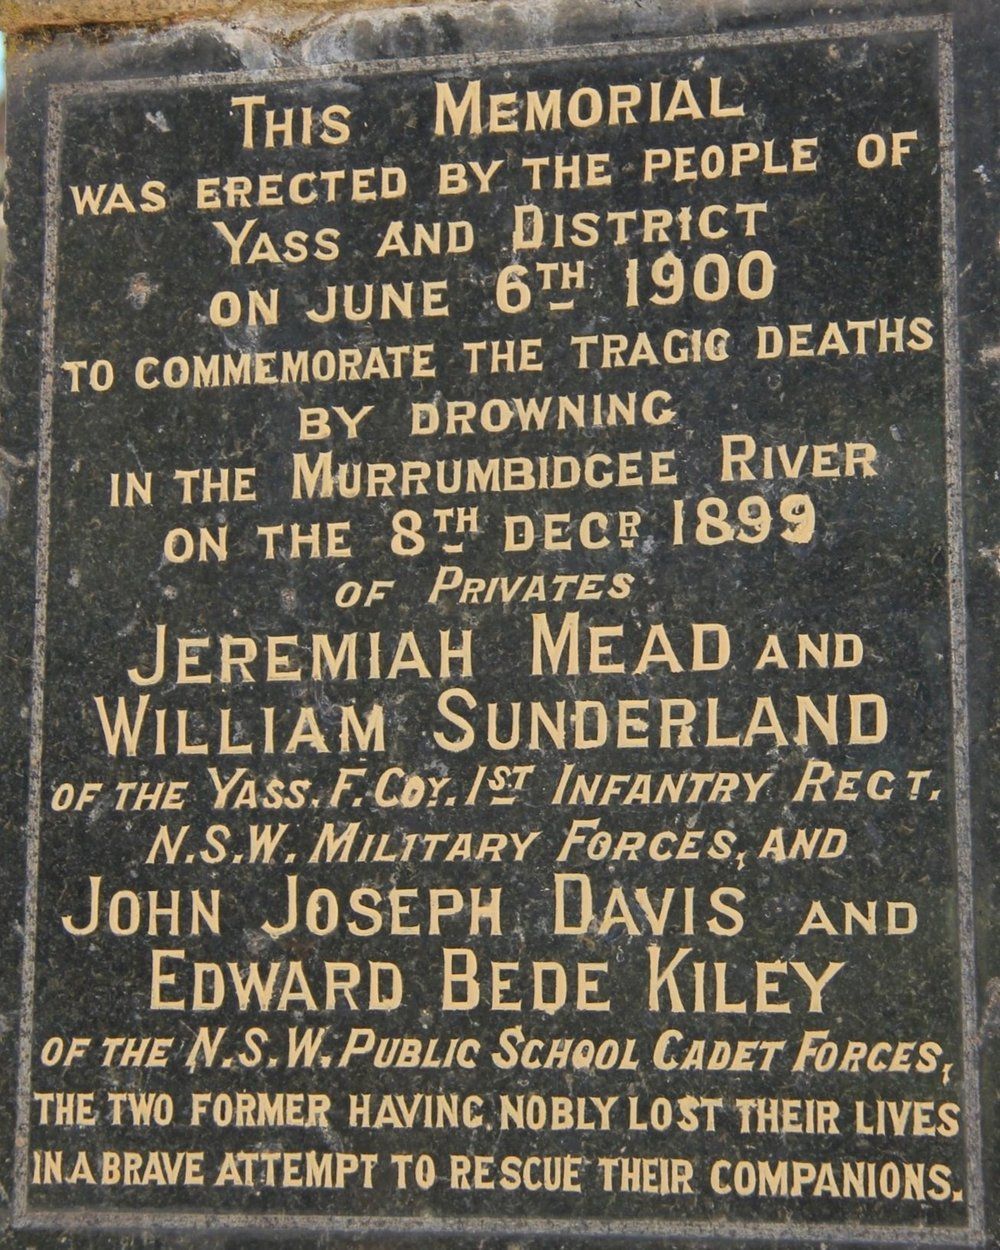 THIS MEMORIAL
WAS ERECTED BY THE PEOPLE OF
YASS AND DISTRICT
ON JUNE 6TH 1900
TO COMMEMORATE THE TRAGIC DEATHS
BY DROWNING
IN THE MURRUMBIDGEE RIVER
ON THE 8TH DECR 1899
OF PRIVATES
JEREMIAH MEAD AND
WILLIAM SUNDERLAND
OF THE YASS. F. COY. 1ST INFANTRY REGT.
N.S.W. MILITARY FORCES, AND
JOHN JOSEPH DAVIS AND
EDWARD BEDE KILEY
OF THE N.S.W. PUBLIC SCHOOL CADET FORCES,
THE TWO FORMER HAVING NOBLY LOST THEIR LIVES
IN A BRAVE ATTEMPT TO RESCUE THEIR COMPANIONS.